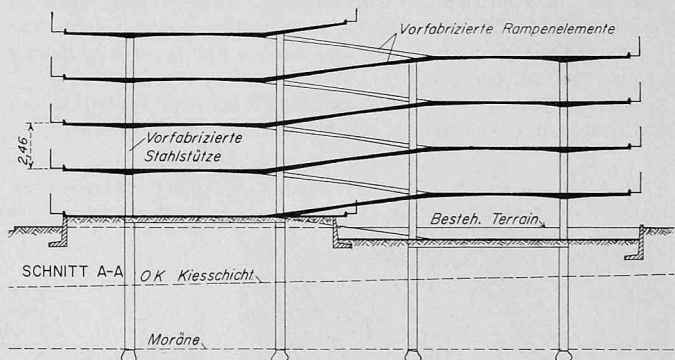 Vorfabrizierte Rampenelemente
2,46
Vorfabrizierte
Stahlstütze
Besteh. Terrain
SCHNITT A-A
OK Kiesschicht
Moräne